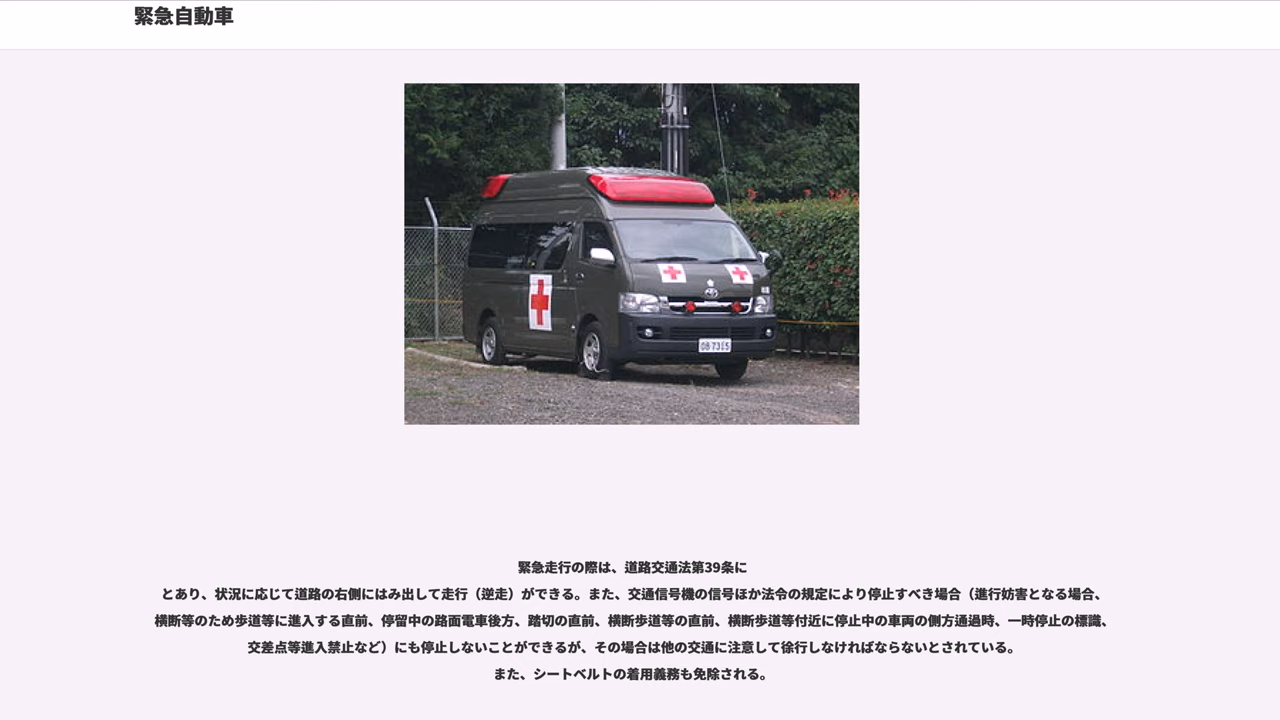 緊急自動車
緊急走行の際は、道路交通法第39条に
とあり、状況に応じて道路の右側にはみ出して走行（逆走）ができる。また、交通信号機の信号ほか法令の規定により停止すべき場合（進行妨害となる場合、
横断等のため歩道等に進入する直前、停留中の路面電車後方、踏切の直前、横断歩道等の直前、横断歩道等付近に停止中の車両の側方通過時、一時停止の標識、
交差点等進入禁止など）にも停止しないことができるが、その場合は他の交通に注意して徐行しなければならないとされている。
また、シートベルトの着用義務も免除される。